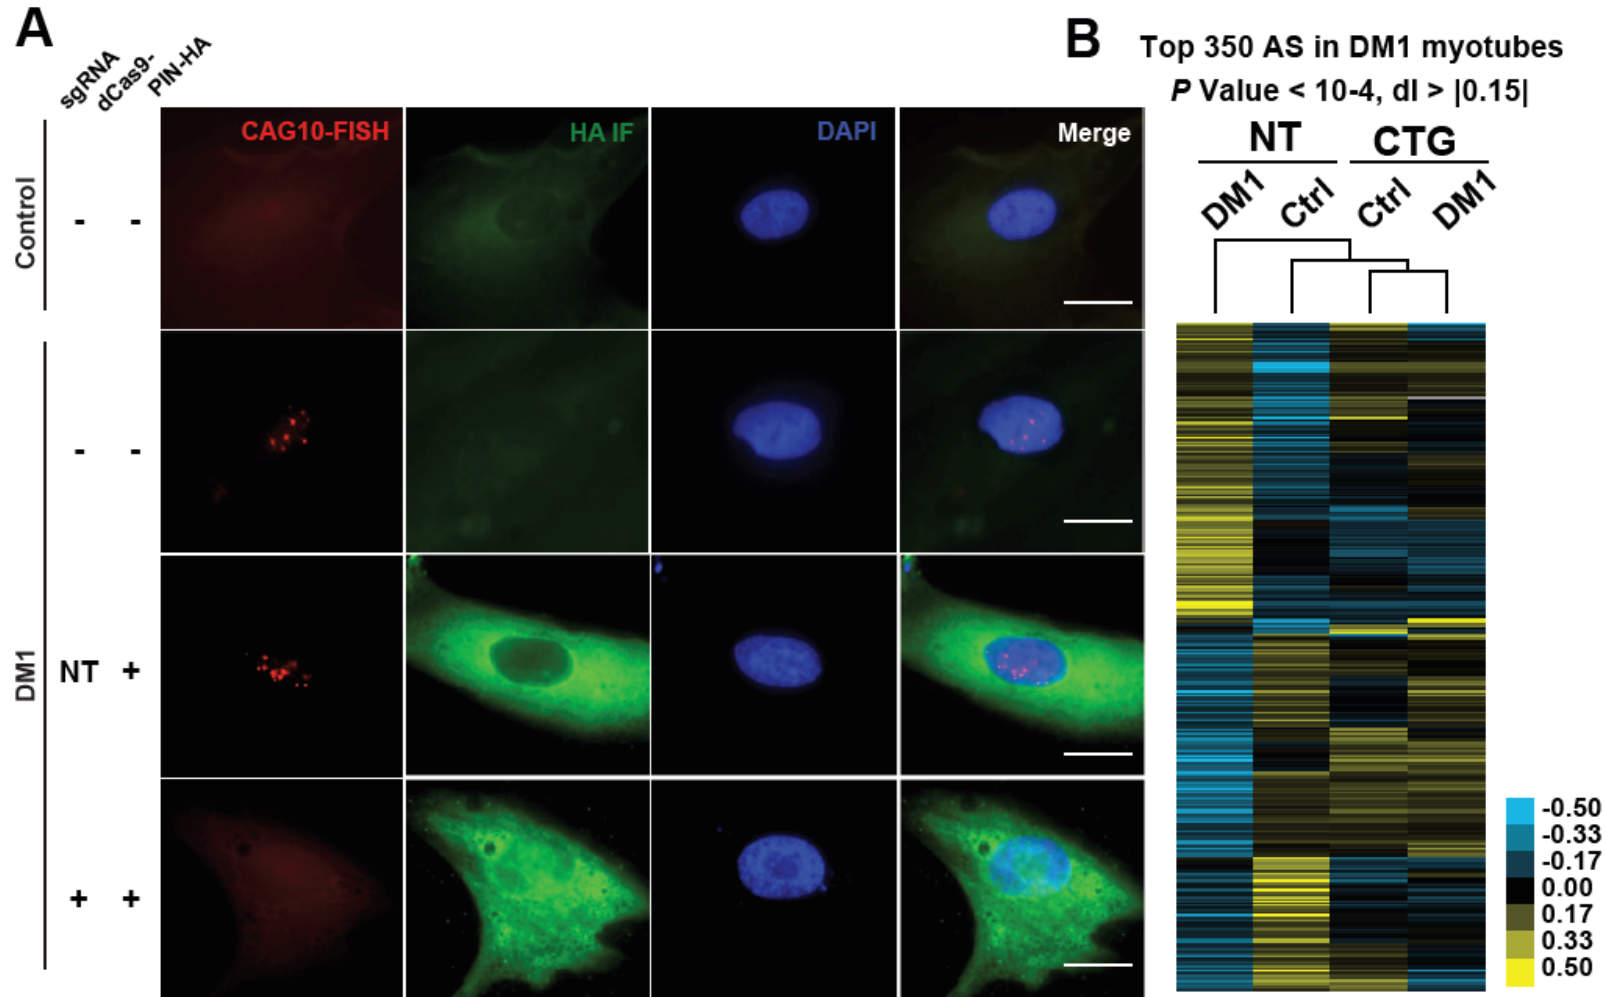 A
sgRNA
dCas9-
PIN-HA
Control
CAG10-FISH
HA IF
DAPI
Merge
- -
DM1
- -
NT +
+ +
B
Top 350 AS in DM1 myotubes
P Value < 10-4, dI > |0.15|
NT
CTG
DM1
Ctrl
Ctrl
DM1
-0.50
-0.33
-0.17
0.00
0.17
0.33
0.50